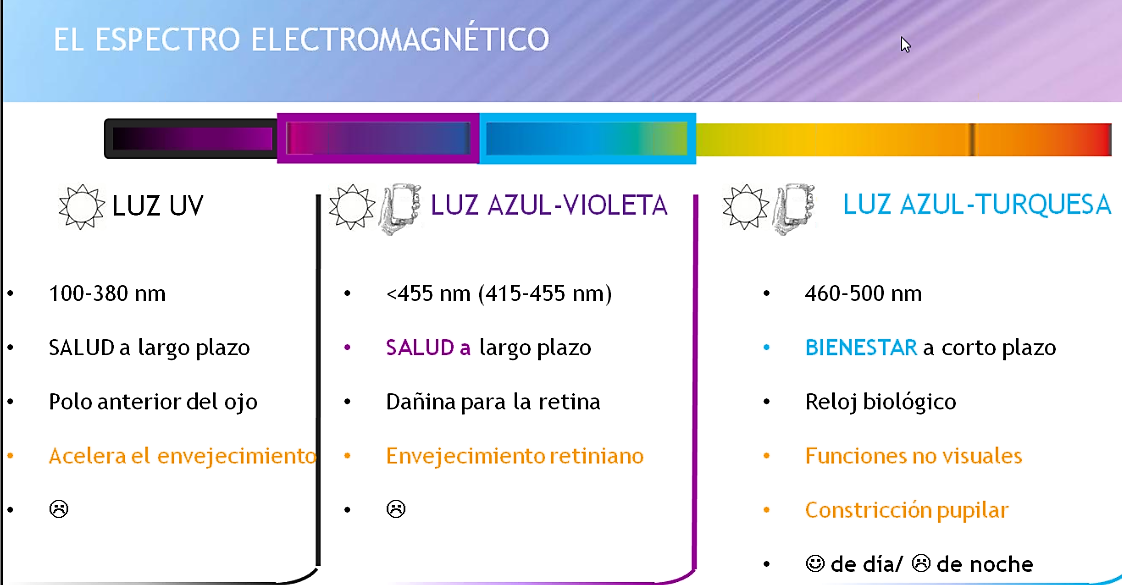 EL ESPECTRO ELECTROMAGNÉTICO
LUZ UV
• 100-380 nm
• SALUD a largo plazo
• Polo anterior del ojo
• Acelera el envejecimiento
• ☹
LUZ AZUL-VIOLETA
• <455 nm (415-455 nm)
• SALUD a largo plazo
• Dañina para la retina
• Envejecimiento retiniano
• ☹
LUZ AZUL-TURQUESA
• 460-500 nm
• BIENESTAR a corto plazo
• Reloj biológico
• Funciones no visuales
• Constricción pupilar
• ☺ de día/ ☹ de noche